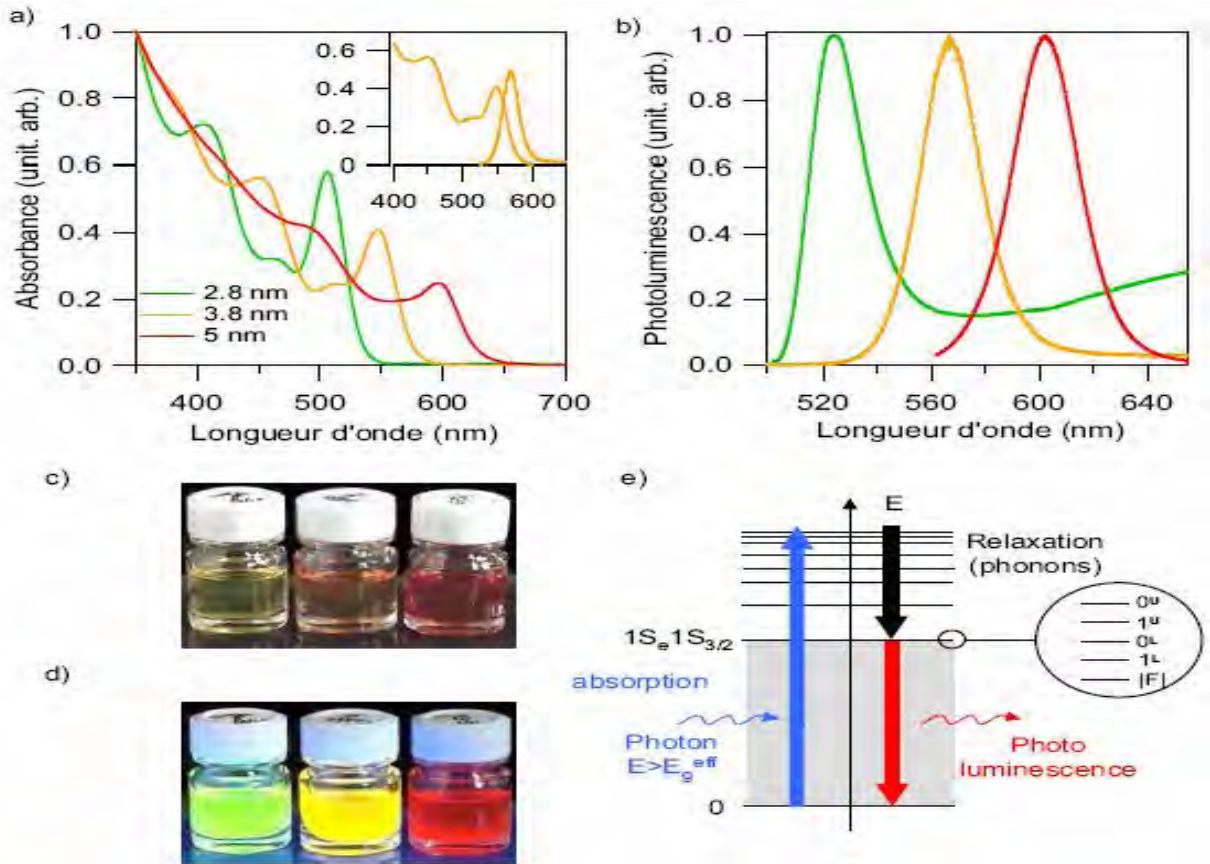 a)
1.0
0.8
0.6
0.4
0.2
0.0
Absorbance (unit. arb.)
2.8 nm
3.8 nm
5 nm
400 500 600 700
Longueur d'onde (nm)
0.6
0.4
0.2
0
400 500 600
b)
1.0
0.8
0.6
0.4
0.2
0.0
Photoluminescence (unit. arb.)
520 560 600 640
Longueur d'onde (nm)
c)
d)
e)
E
Relaxation
(phonons)
1Sₑ1S₃/₂
0ᵁ
1ᵁ
0ᴸ
1ᴸ
|F|
absorption
Photon
E>E_g^eff
Photo
luminescence
0